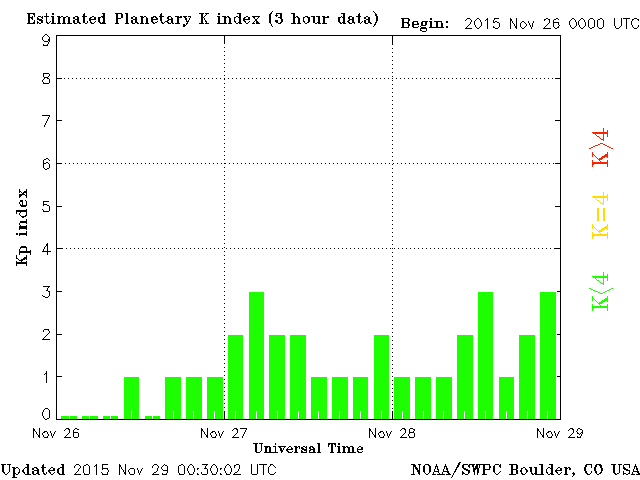 Estimated Planetary K index (3 hour data) Begin: 2015 Nov 26 0000 UTC
9
8
7
6
5
4
3
2
1
0
Kp index
K>4
K=4
K<4
Nov 26 Nov 27 Nov 28 Nov 29
Universal Time
Updated 2015 Nov 29 00:30:02 UTC NOAA/SWPC Boulder, CO USA